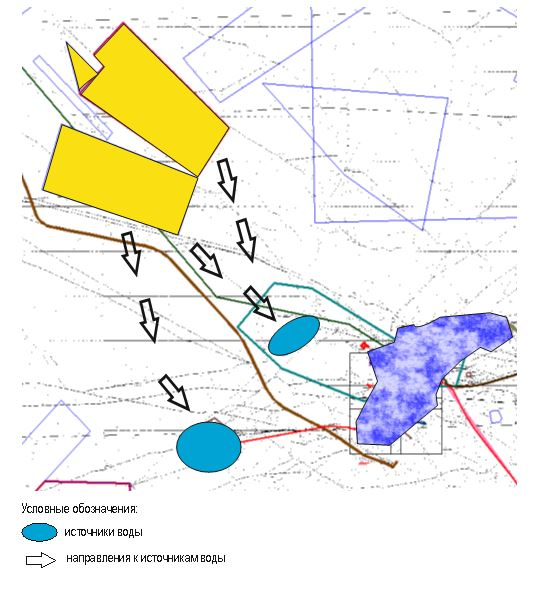 Условные обозначения:
источники воды
направления к источникам воды